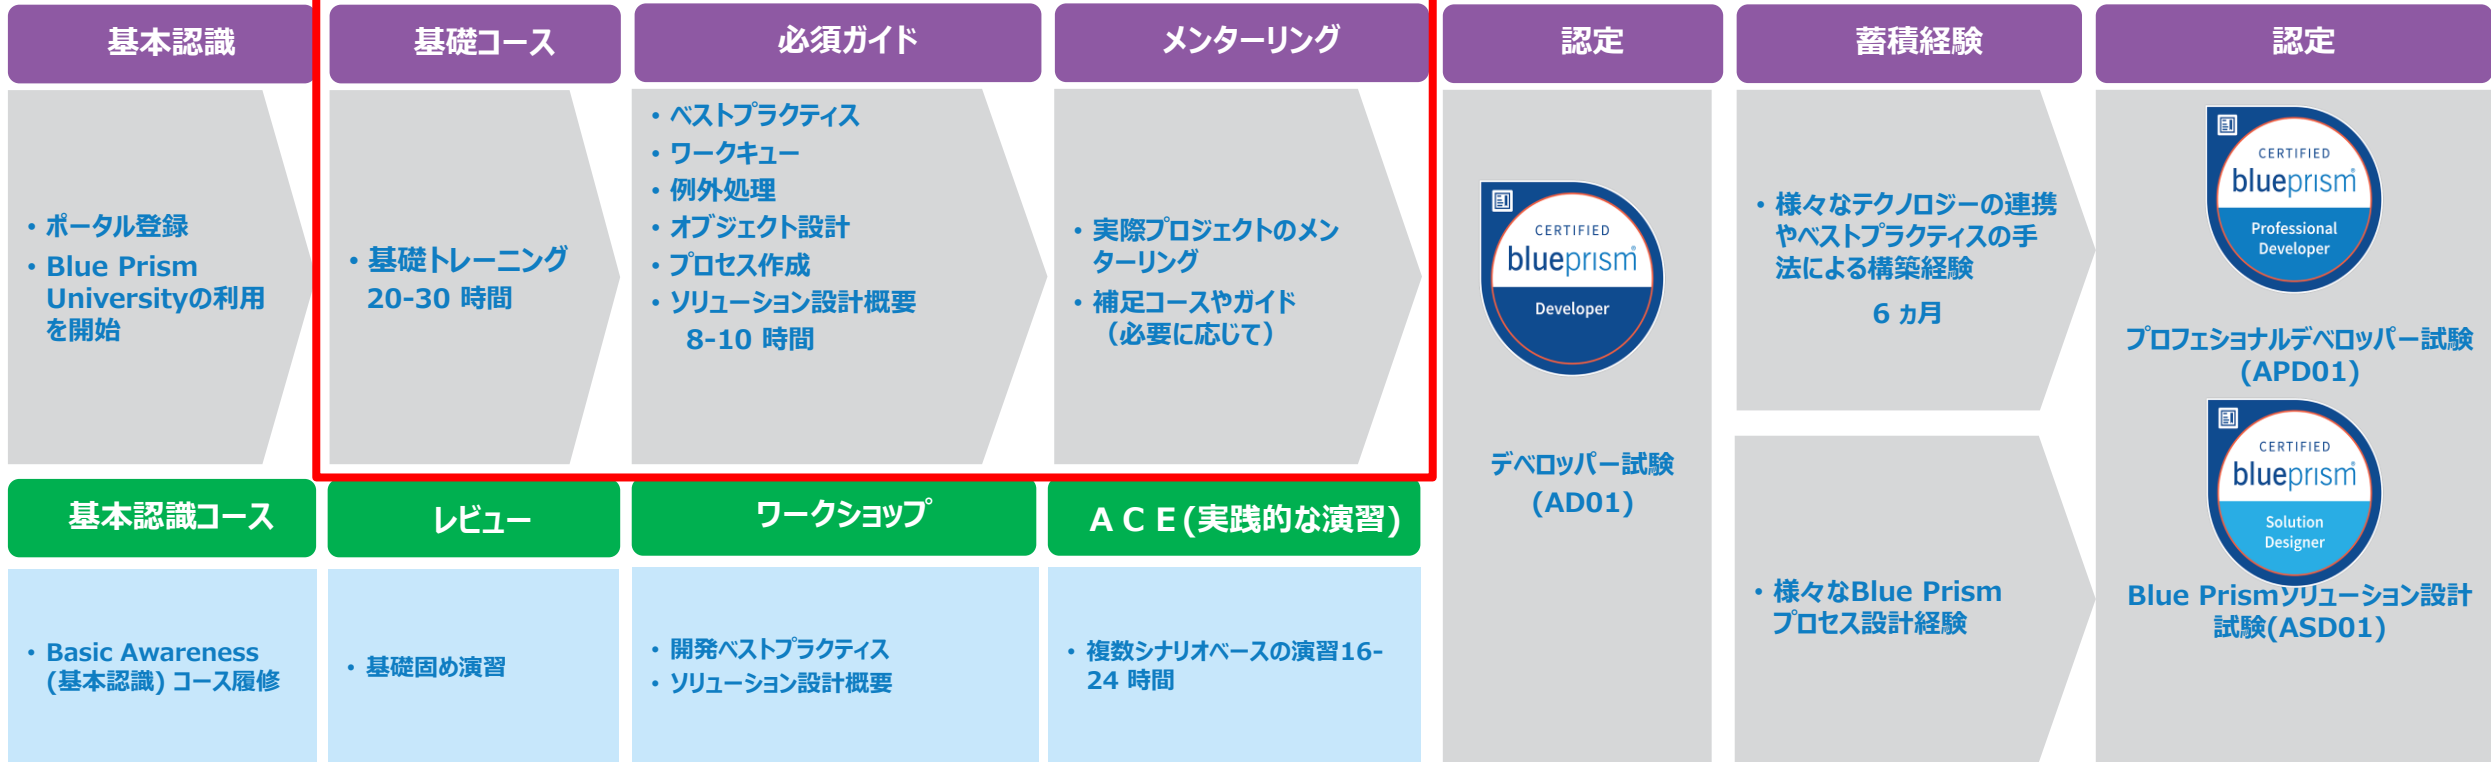 基本認識
基礎コース
必須ガイド
メンターリング
認定
蓄積経験
認定
・ポータル登録
・Blue Prism
Universityの利用
を開始
・基礎トレーニング
20-30 時間
・ベストプラクティス
・ワークキュー
・例外処理
・オブジェクト設計
・プロセス作成
・ソリューション設計概要
8-10 時間
・実際プロジェクトのメン
ターリング
・補足コースやガイド
（必要に応じて）
CERTIFIED
blueprism
Developer
デベロッパー試験
(AD01)
・様々なテクノロジーの連携
やベストプラクティスの手
法による構築経験
6 ヵ月
・様々なBlue Prism
プロセス設計経験
CERTIFIED
blueprism
Professional
Developer
プロフェショナルデベロッパー試験
(APD01)
CERTIFIED
blueprism
Solution
Designer
Blue Prismソリューション設計
試験(ASD01)
基本認識コース
レビュー
ワークショップ
ＡＣＥ(実践的な演習)
・Basic Awareness
(基本認識) コース履修
・基礎固め演習
・開発ベストプラクティス
・ソリューション設計概要
・複数シナリオベースの演習16-
24 時間